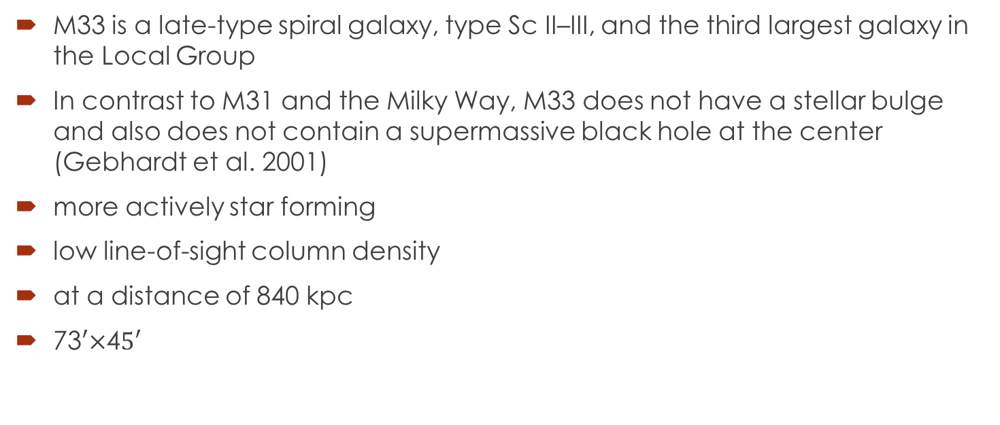 M33 is a late-type spiral galaxy, type Sc II–III, and the third largest galaxy in
the Local Group
In contrast to M31 and the Milky Way, M33 does not have a stellar bulge
and also does not contain a supermassive black hole at the center
(Gebhardt et al. 2001)
more actively star forming
low line-of-sight column density
at a distance of 840 kpc
73′×45′